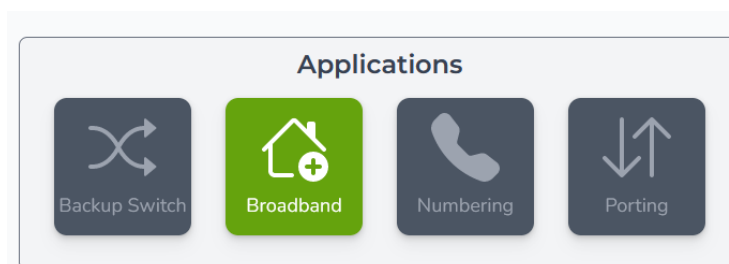 Applications
Backup Switch
Broadband
Numbering
Porting